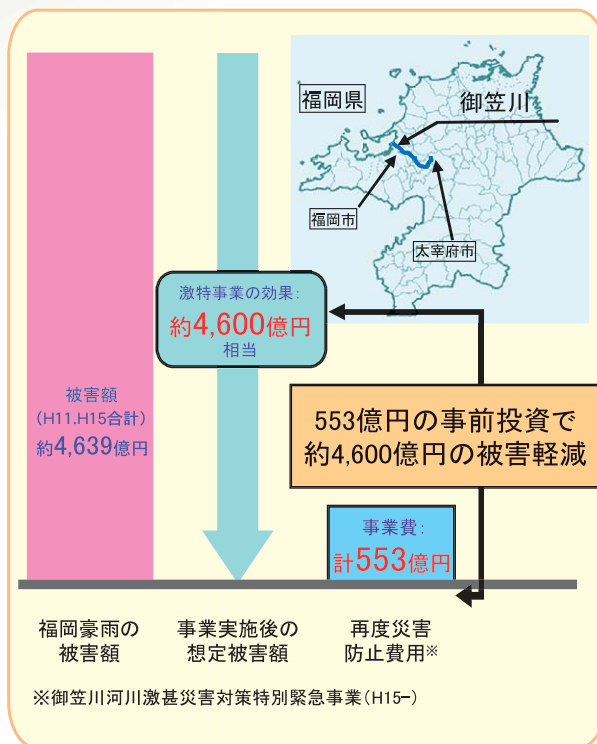 福岡県
御笠川
福岡市
太宰府市
激特事業の効果:
約4,600億円
相当
被害額
(H11.H15合計)
約4,639億円
553億円の事前投資で
約4,600億円の被害軽減
事業費:
計553億円
福岡豪雨の
被害額
事業実施後の
想定被害額
再度災害
防止費用※
※御笠川河川激甚災害対策特別緊急事業(H15-)